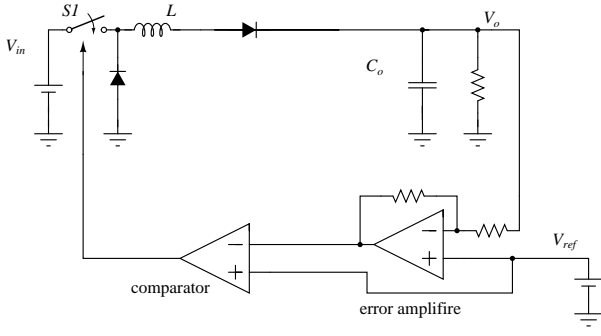 S1
L
V_o
V_in
C_o
−
+
−
+
V_ref
comparator
error amplifire